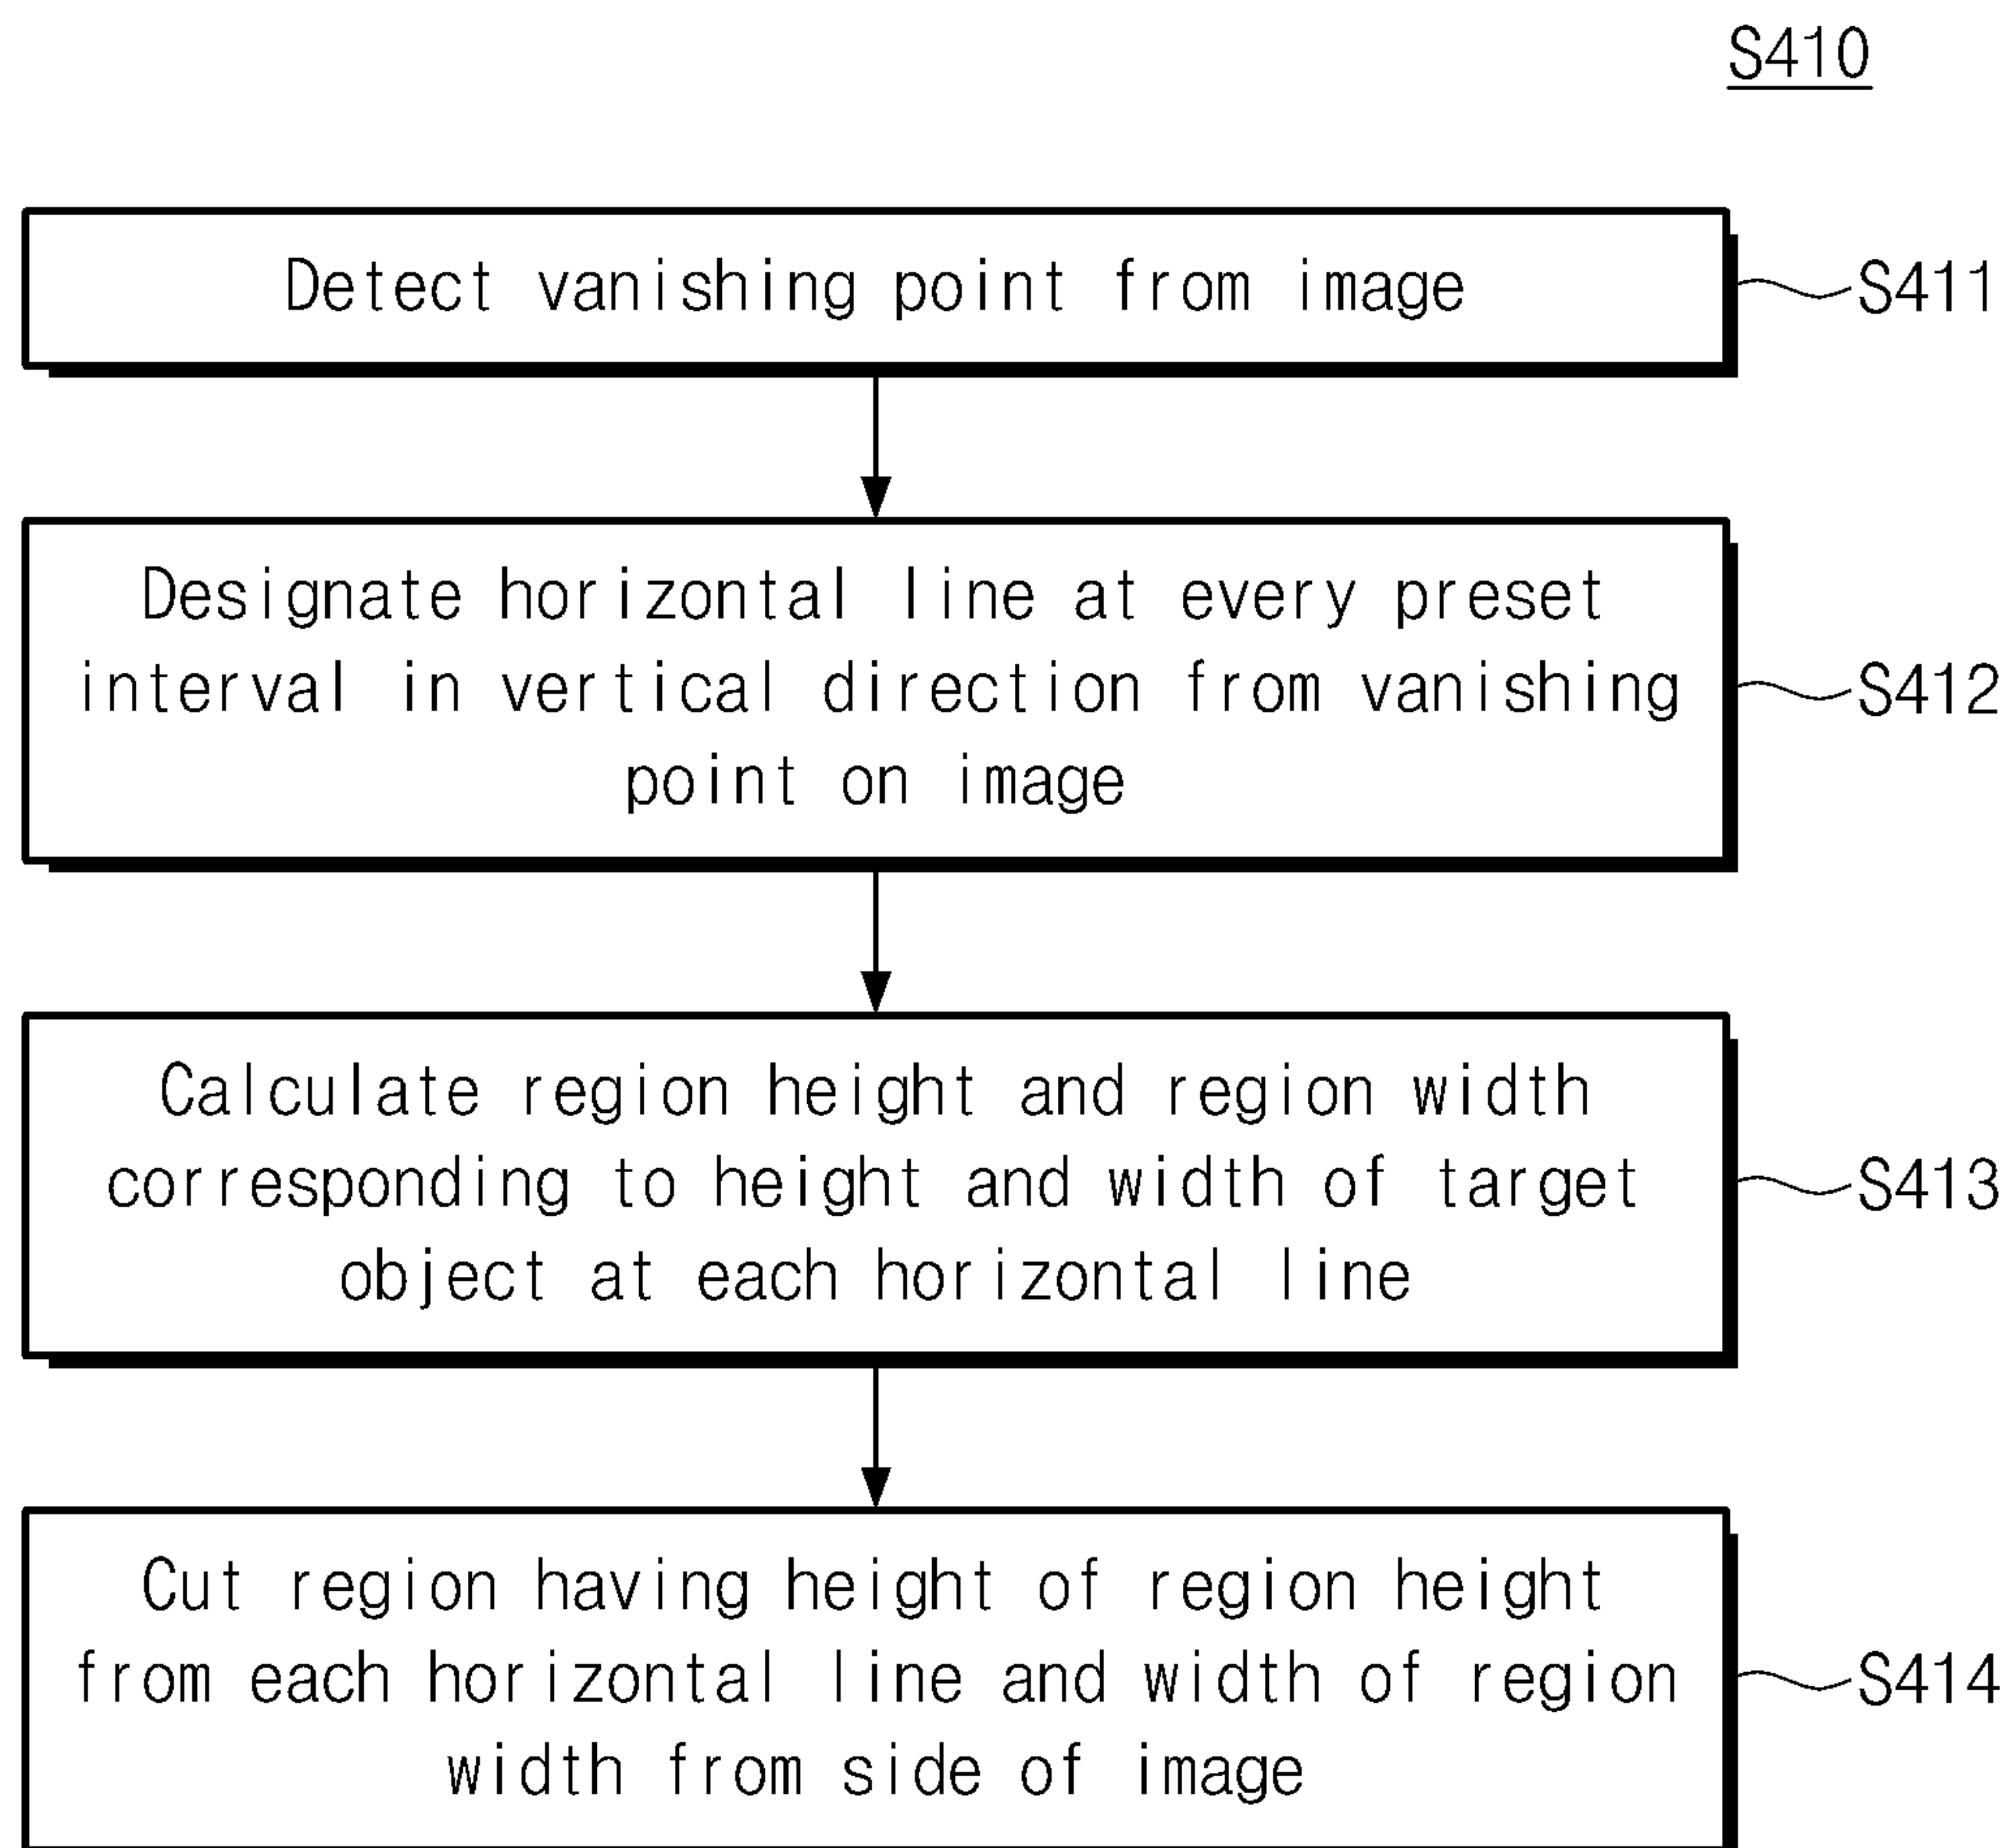 S410
Detect vanishing point from image
S411
Designate horizontal line at every preset
interval in vertical direction from vanishing
point on image
S412
Calculate region height and region width
corresponding to height and width of target
object at each horizontal line
S413
Cut region having height of region height
from each horizontal line and width of region
width from side of image
S414